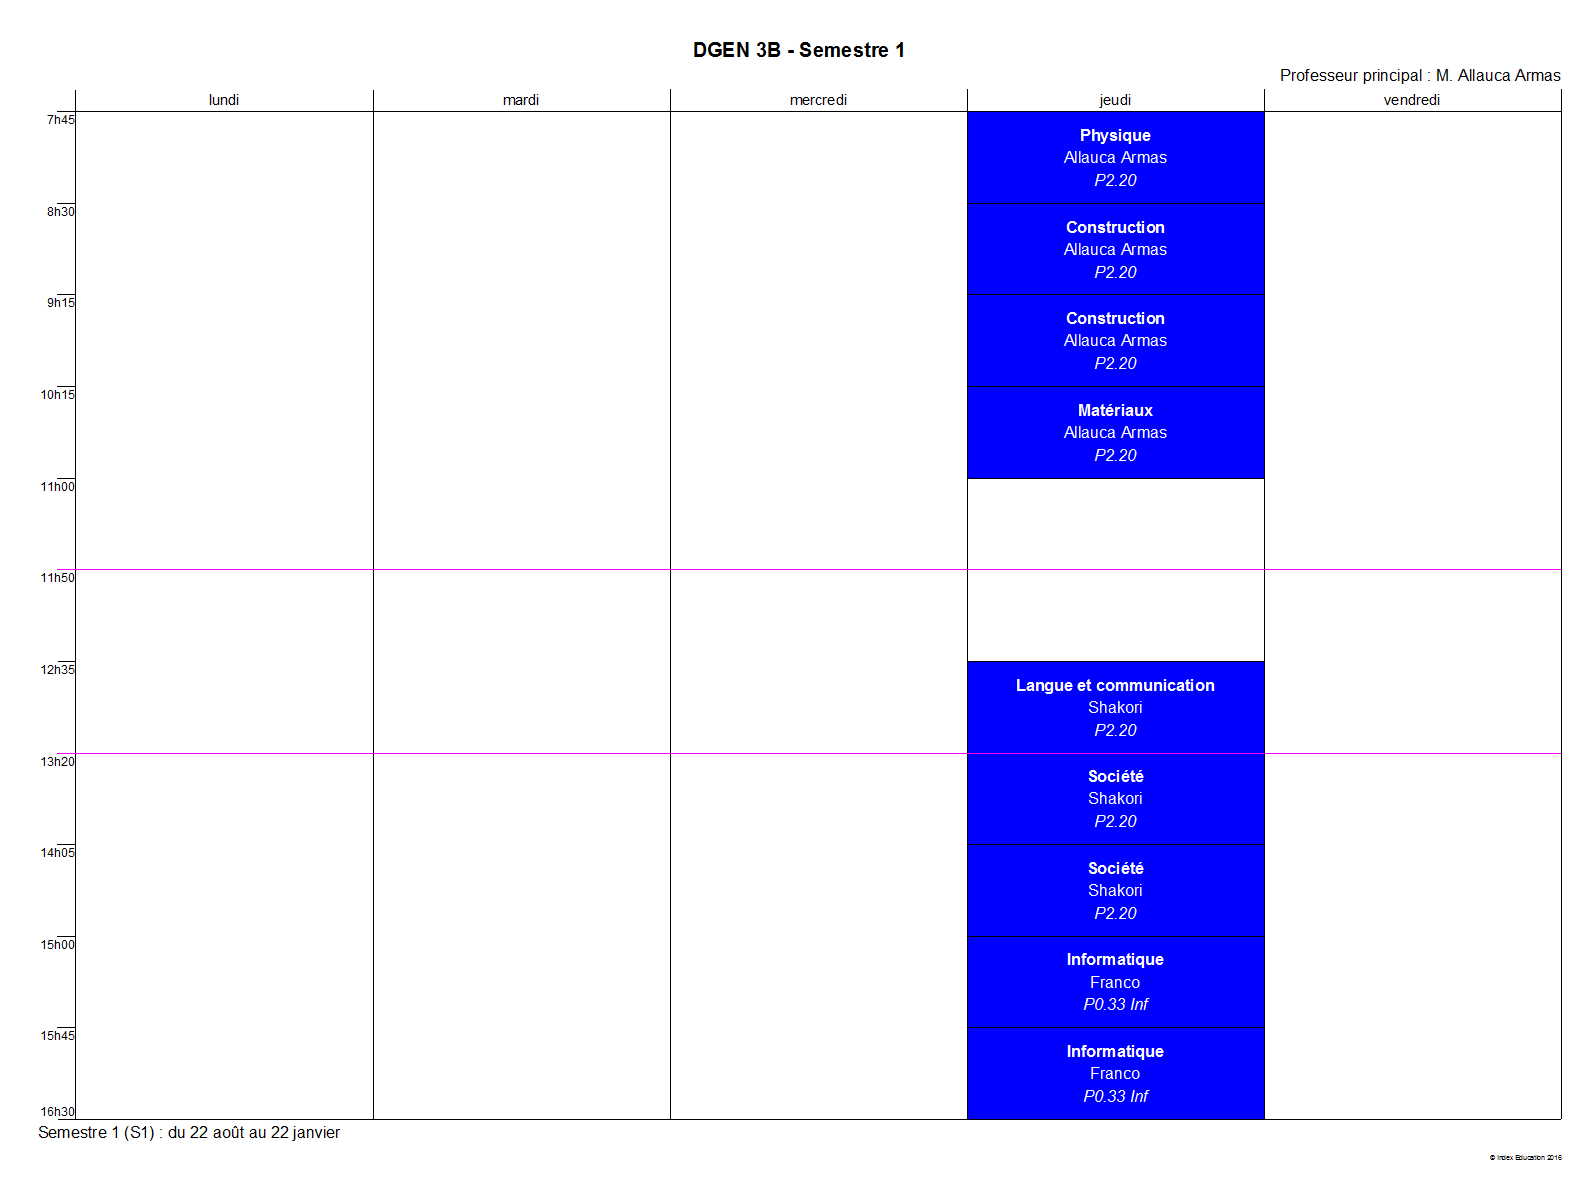 DGEN 3B - Semestre 1
Professeur principal : M. Allauca Armas
lundi mardi mercredi jeudi vendredi
7h45
Physique
Allauca Armas
P2.20
8h30
Construction
Allauca Armas
P2.20
9h15
Construction
Allauca Armas
P2.20
10h15
Matériaux
Allauca Armas
P2.20
11h00
11h50
12h35
Langue et communication
Shakori
P2.20
13h20
Société
Shakori
P2.20
14h05
Société
Shakori
P2.20
15h00
Informatique
Franco
P0.33 Inf
15h45
Informatique
Franco
P0.33 Inf
16h30
Semestre 1 (S1) : du 22 août au 22 janvier
© Index Education 2016